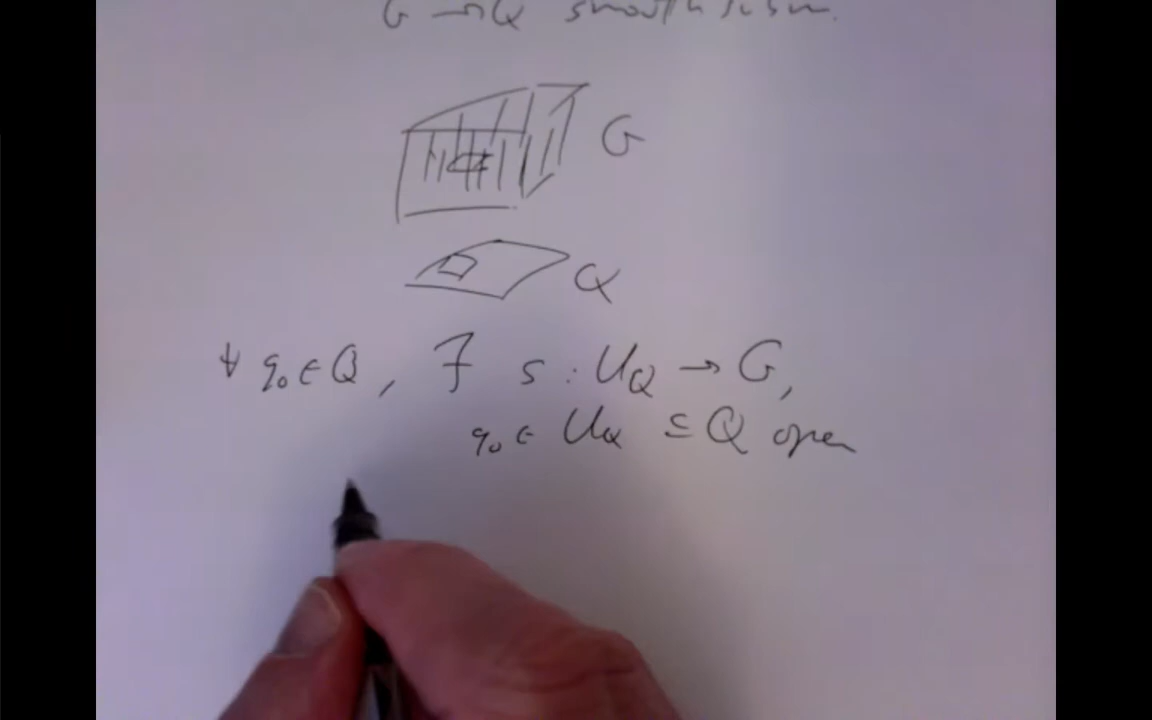 G → Q smooth subm.
G
Q
∀ q₀ ∈ Q, ∃ s : U_Q → G,
q₀ ∈ U_Q ⊆ Q open